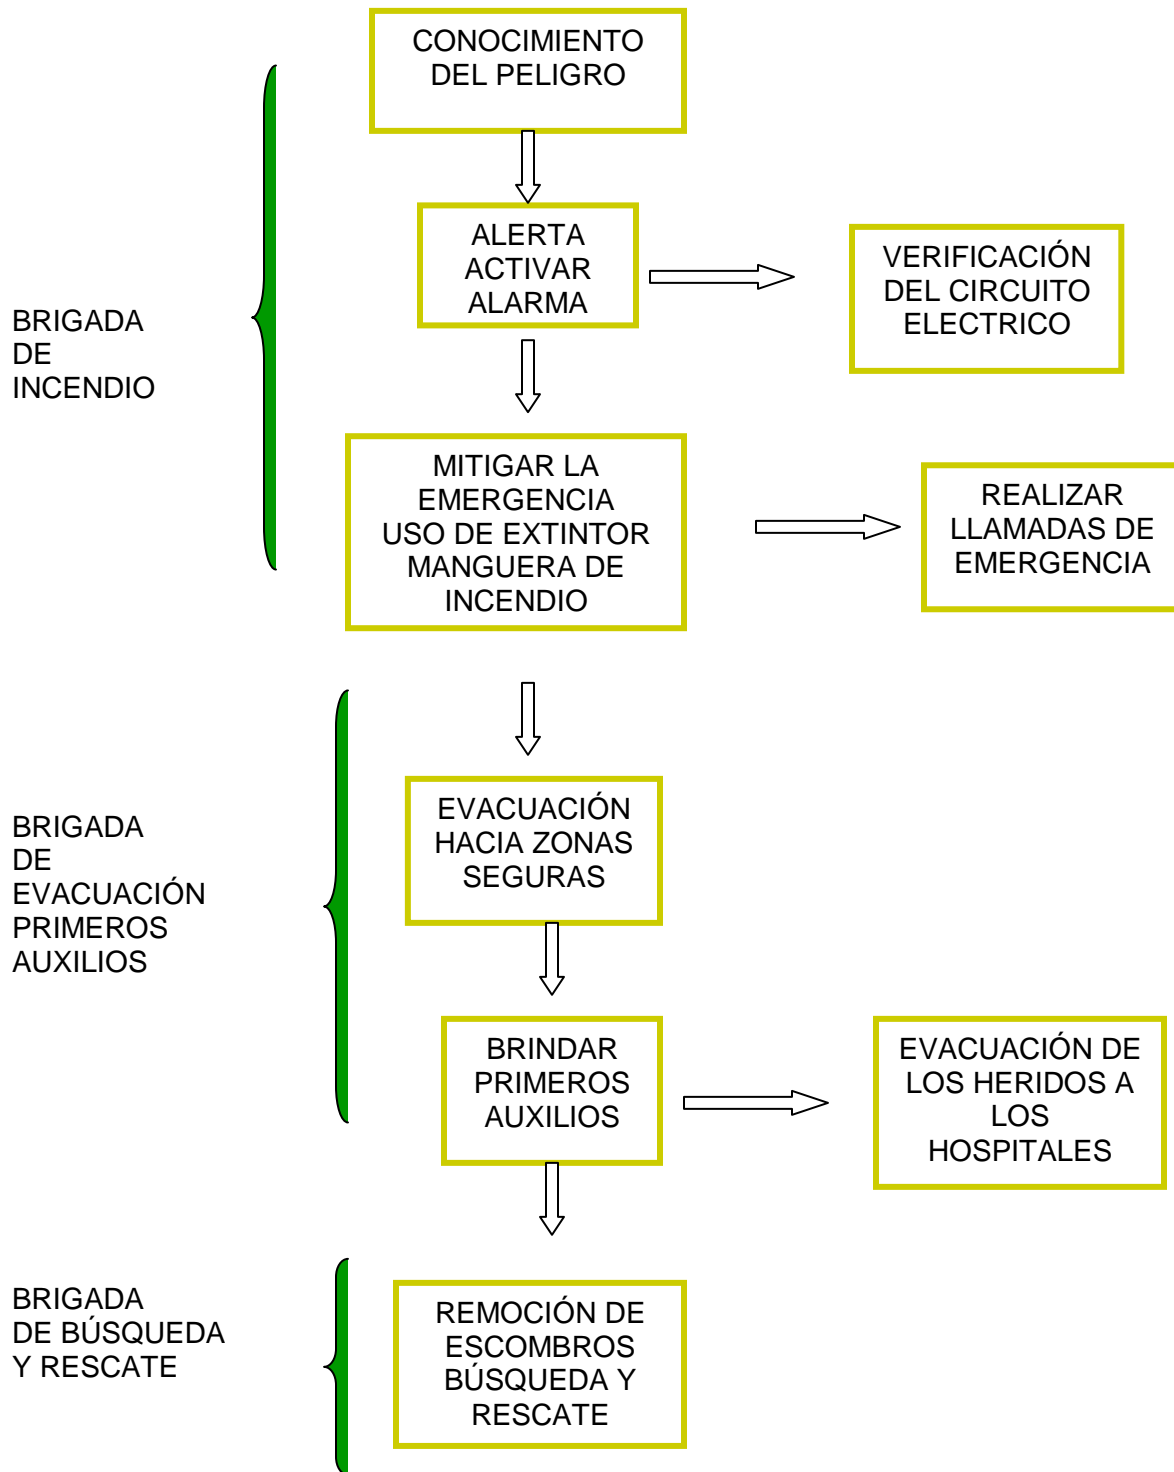 CONOCIMIENTO
DEL PELIGRO
ALERTA
ACTIVAR
ALARMA
VERIFICACIÓN
DEL CIRCUITO
ELECTRICO
BRIGADA
DE
INCENDIO
MITIGAR LA
EMERGENCIA
USO DE EXTINTOR
MANGUERA DE
INCENDIO
REALIZAR
LLAMADAS DE
EMERGENCIA
BRIGADA
DE
EVACUACIÓN
PRIMEROS
AUXILIOS
EVACUACIÓN
HACIA ZONAS
SEGURAS
BRINDAR
PRIMEROS
AUXILIOS
EVACUACIÓN DE
LOS HERIDOS A
LOS
HOSPITALES
BRIGADA
DE BÚSQUEDA
Y RESCATE
REMOCIÓN DE
ESCOMBROS
BÚSQUEDA Y
RESCATE